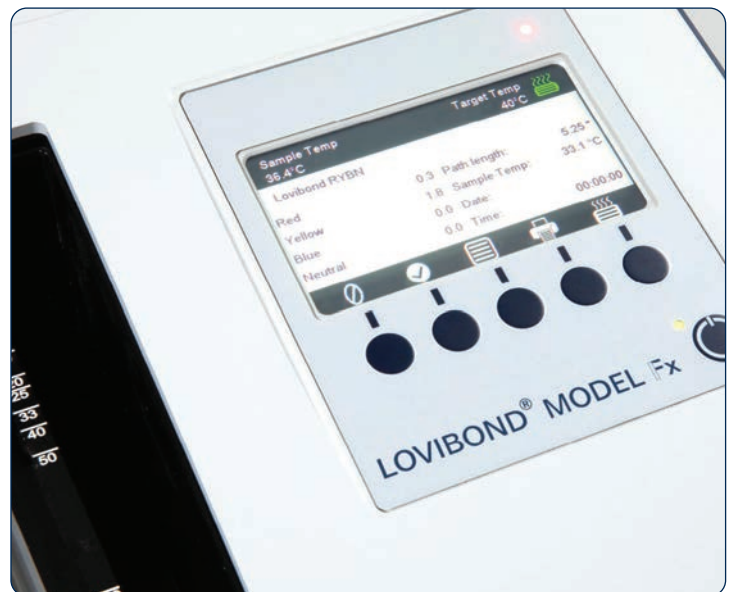 Sample Temp Target Temp
36.4°C 40°C
Lovibond RYBN
Red 0.3 Path length: 5.25"
Yellow 1.8 Sample Temp: 33.1 °C
Blue 0.0 Date:
Neutral 0.0 Time: 00:00:00
LOVIBOND® MODEL Fx
20
25
33
40
50